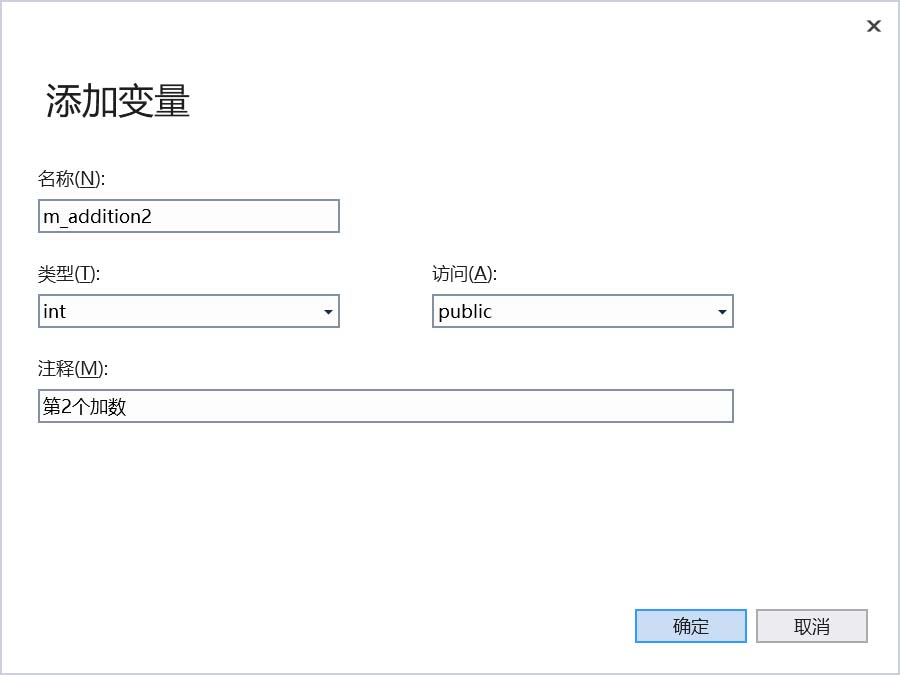 添加变量
名称(N):
m_addition2
类型(T):
访问(A):
int
public
注释(M):
第2个加数
确定
取消